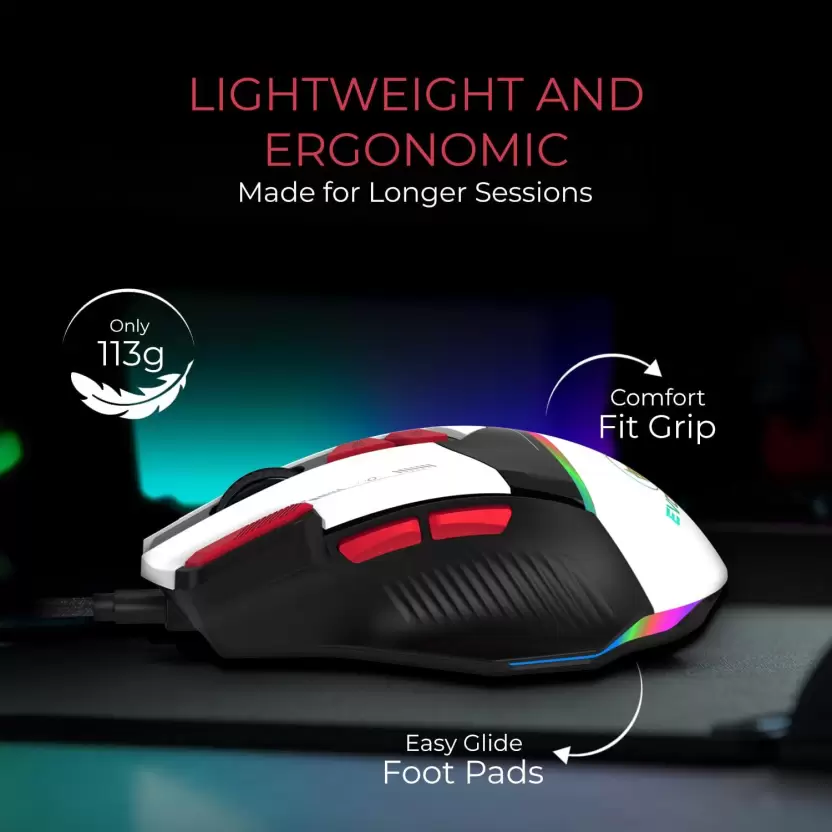 LIGHTWEIGHT AND
ERGONOMIC
Made for Longer Sessions
Only
113g
Comfort
Fit Grip
Easy Glide
Foot Pads